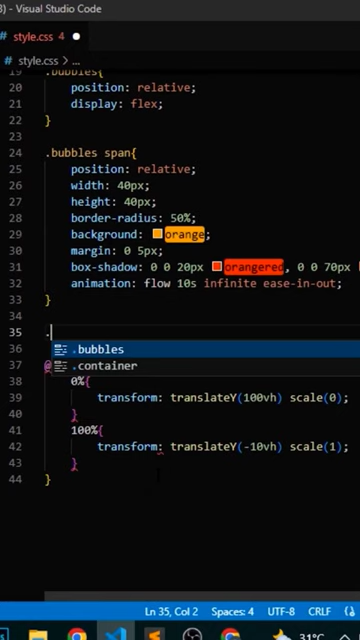 3) - Visual Studio Code
style.css 4
style.css > ...
19 .bubbles{
20 position: relative;
21 display: flex;
22 }
23
24 .bubbles span{
25 position: relative;
26 width: 40px;
27 height: 40px;
28 border-radius: 50%;
29 background: orange;
30 margin: 0 5px;
31 box-shadow: 0 0 20px orangered, 0 0 70px
32 animation: flow 10s infinite ease-in-out;
33 }
34
35 .
36 .bubbles
37 @ .container
38 0%{
39 transform: translateY(100vh) scale(0);
40 }
41 100%{
42 transform: translateY(-10vh) scale(1);
43 }
44 }
Ln 35, Col 2 Spaces: 4 UTF-8 CRLF
31°C